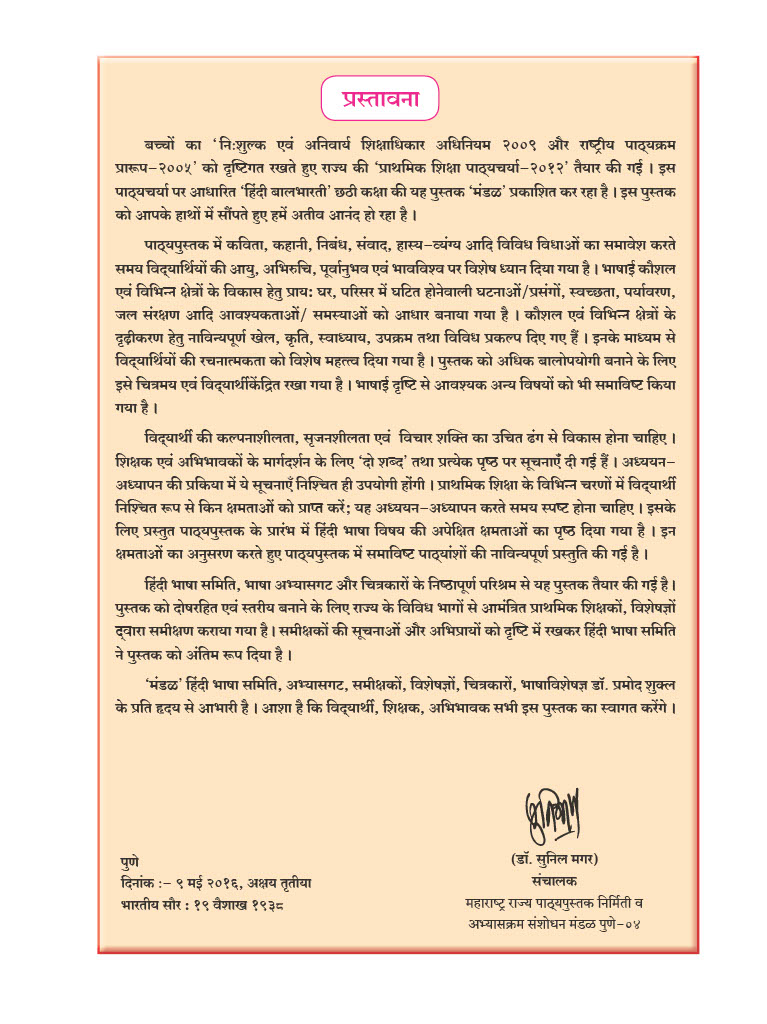 प्रस्तावना
बच्चों का ‘ निःशुल्क एवं अनिवार्य शिक्षाधिकार अधिनियम २००९ और राष्ट्रीय पाठ्यक्रम
प्रारूप-२००५’ को दृष्टिगत रखते हुए राज्य की ‘प्राथमिक शिक्षा पाठ्यचर्या-२०१२’ तैयार की गई । इस
पाठ्यचर्या पर आधारित ‘हिंदी बालभारती’ छठी कक्षा की यह पुस्तक ‘मंडळ’ प्रकाशित कर रहा है । इस पुस्तक
को आपके हाथों में सौंपते हुए हमें अतीव आनंद हो रहा है ।
पाठ्यपुस्तक में कविता, कहानी, निबंध, संवाद, हास्य-व्यंग्य आदि विविध विधाओं का समावेश करते
समय विद्यार्थियों की आयु, अभिरुचि, पूर्वानुभव एवं भावविश्व पर विशेष ध्यान दिया गया है । भाषाई कौशल
एवं विभिन्न क्षेत्रों के विकास हेतु प्रायः घर, परिसर में घटित होनेवाली घटनाओं/प्रसंगों, स्वच्छता, पर्यावरण,
जल संरक्षण आदि आवश्यकताओं/ समस्याओं को आधार बनाया गया है । कौशल एवं विभिन्न क्षेत्रों के
दृढ़ीकरण हेतु नाविन्यपूर्ण खेल, कृति, स्वाध्याय, उपक्रम तथा विविध प्रकल्प दिए गए हैं । इनके माध्यम से
विद्यार्थियों की रचनात्मकता को विशेष महत्त्व दिया गया है । पुस्तक को अधिक बालोपयोगी बनाने के लिए
इसे चित्रमय एवं विद्यार्थीकेंद्रित रखा गया है । भाषाई दृष्टि से आवश्यक अन्य विषयों को भी समाविष्ट किया
गया है ।
विद्यार्थी की कल्पनाशीलता, सृजनशीलता एवं विचार शक्ति का उचित ढंग से विकास होना चाहिए ।
शिक्षक एवं अभिभावकों के मार्गदर्शन के लिए ‘दो शब्द’ तथा प्रत्येक पृष्ठ पर सूचनाएँ दी गई हैं । अध्ययन-
अध्यापन की प्रकिया में ये सूचनाएँ निश्चित ही उपयोगी होंगी । प्राथमिक शिक्षा के विभिन्न चरणों में विद्यार्थी
निश्चित रूप से किन क्षमताओं को प्राप्त करें; यह अध्ययन-अध्यापन करते समय स्पष्ट होना चाहिए । इसके
लिए प्रस्तुत पाठ्यपुस्तक के प्रारंभ में हिंदी भाषा विषय की अपेक्षित क्षमताओं का पृष्ठ दिया गया है । इन
क्षमताओं का अनुसरण करते हुए पाठ्यपुस्तक में समाविष्ट पाठ्यांशों की नाविन्यपूर्ण प्रस्तुति की गई है ।
हिंदी भाषा समिति, भाषा अभ्यासगट और चित्रकारों के निष्ठापूर्ण परिश्रम से यह पुस्तक तैयार की गई है ।
पुस्तक को दोषरहित एवं स्तरीय बनाने के लिए राज्य के विविध भागों से आमंत्रित प्राथमिक शिक्षकों, विशेषज्ञों
द्वारा समीक्षण कराया गया है । समीक्षकों की सूचनाओं और अभिप्रायों को दृष्टि में रखकर हिंदी भाषा समिति
ने पुस्तक को अंतिम रूप दिया है ।
‘मंडळ’ हिंदी भाषा समिति, अभ्यासगट, समीक्षकों, विशेषज्ञों, चित्रकारों, भाषाविशेषज्ञ डॉ. प्रमोद शुक्ल
के प्रति हृदय से आभारी है । आशा है कि विद्यार्थी, शिक्षक, अभिभावक सभी इस पुस्तक का स्वागत करेंगे ।
पुणे
दिनांक :- ९ मई २०१६, अक्षय तृतीया
भारतीय सौर : १९ वैशाख १९३८
(डॉ. सुनिल मगर)
संचालक
महाराष्ट्र राज्य पाठ्यपुस्तक निर्मिती व
अभ्यासक्रम संशोधन मंडळ पुणे-०४